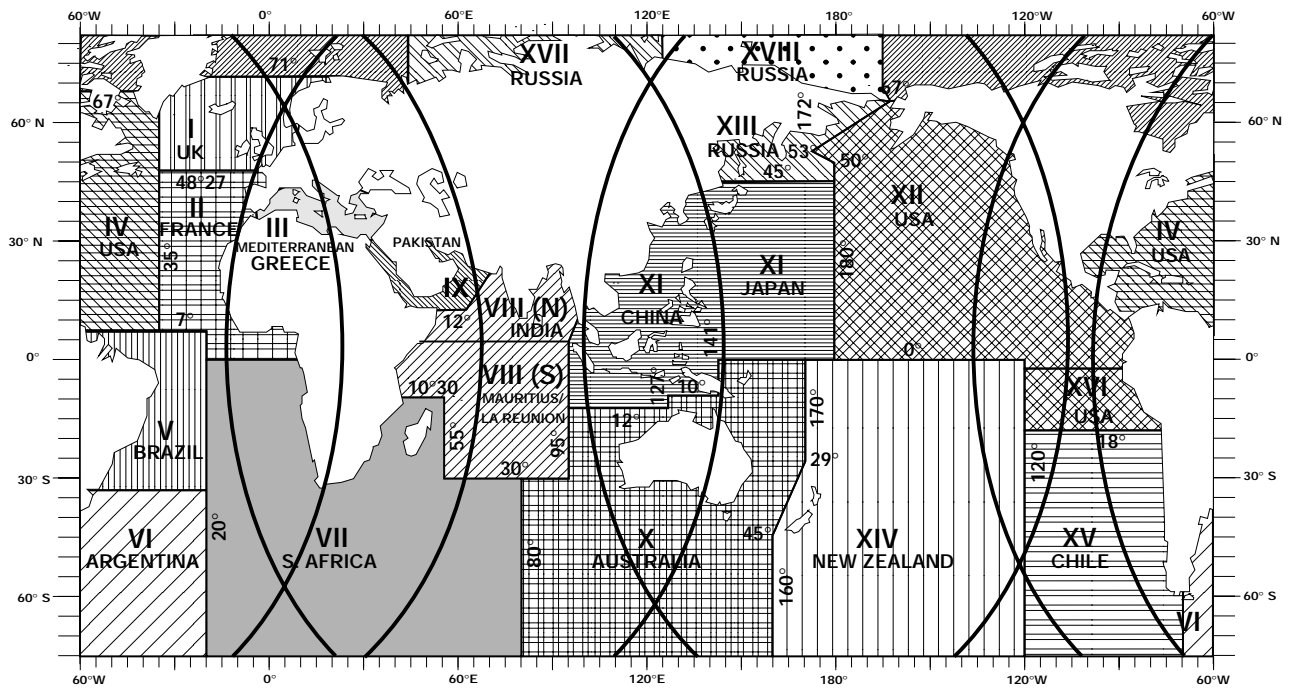 60°W 0° 60°E 120°E 180° 120°W 60°W
XVII
RUSSIA
XVIII
RUSSIA
71°
67
67°
60° N
60° N
I
UK
172°
XIII
RUSSIA
53°
50°
45°
48°27
II
FRANCE
IV
USA
35°
III
MEDITERRANEAN
GREECE
PAKISTAN
XII
USA
IV
USA
30° N
30° N
180°
IX
XI
JAPAN
XI
CHINA
VIII (N)
INDIA
7°
12°
141°
0°
0°
0°
VIII (S)
MAURITIUS/
LA REUNION
10°30
127°
10°
12°
XVI
USA
18°
170°
V
BRAZIL
55°
95°
30°
29°
120°
30° S
30° S
20°
VI
ARGENTINA
VII
S. AFRICA
80°
X
AUSTRALIA
45°
160°
XIV
NEW ZEALAND
XV
CHILE
60° S
60° S
VI
60°W 0° 60°E 120°E 180° 120°W 60°W